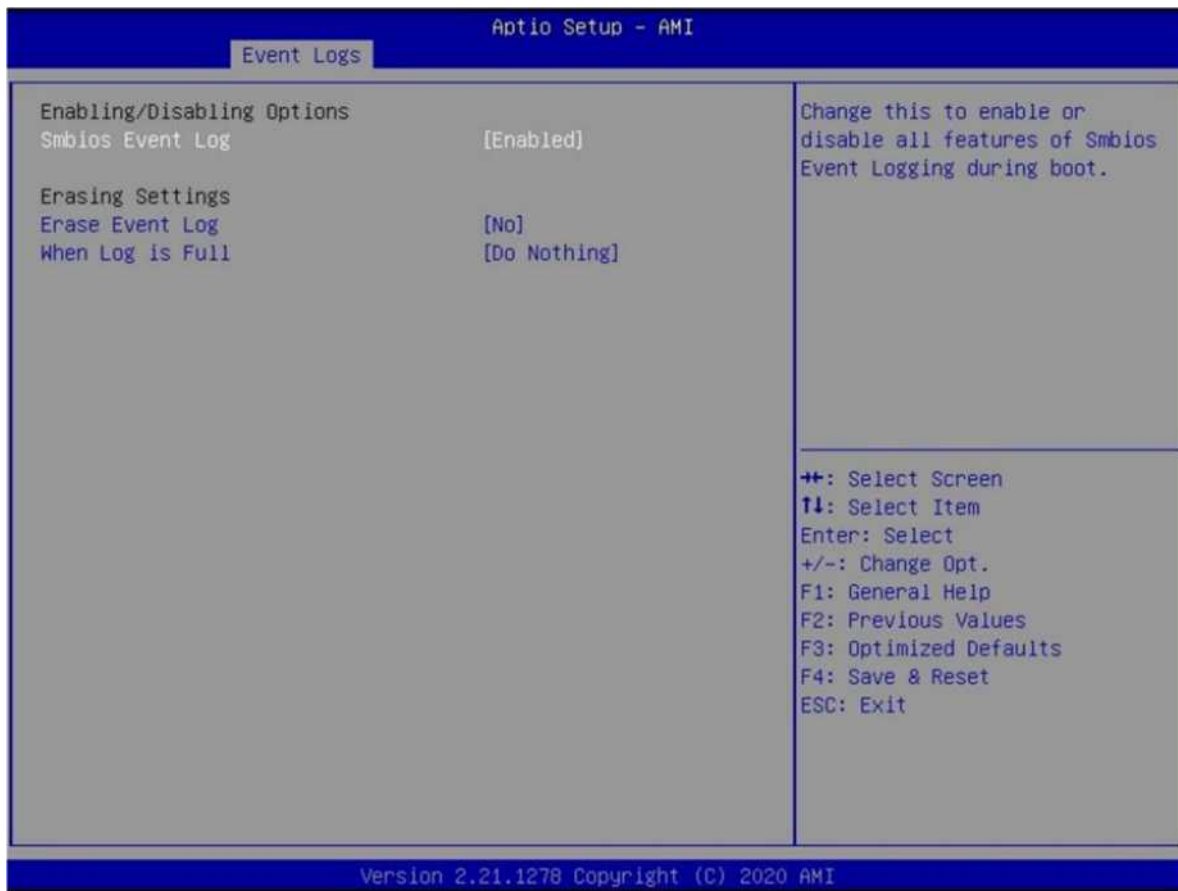 Aptio Setup - AMI
Event Logs
Enabling/Disabling Options
Smbios Event Log [Enabled]
Erasing Settings
Erase Event Log [No]
When Log is Full [Do Nothing]
Change this to enable or
disable all features of Smbios
Event Logging during boot.
→←: Select Screen
↑↓: Select Item
Enter: Select
+/-: Change Opt.
F1: General Help
F2: Previous Values
F3: Optimized Defaults
F4: Save & Reset
ESC: Exit
Version 2.21.1278 Copyright (C) 2020 AMI